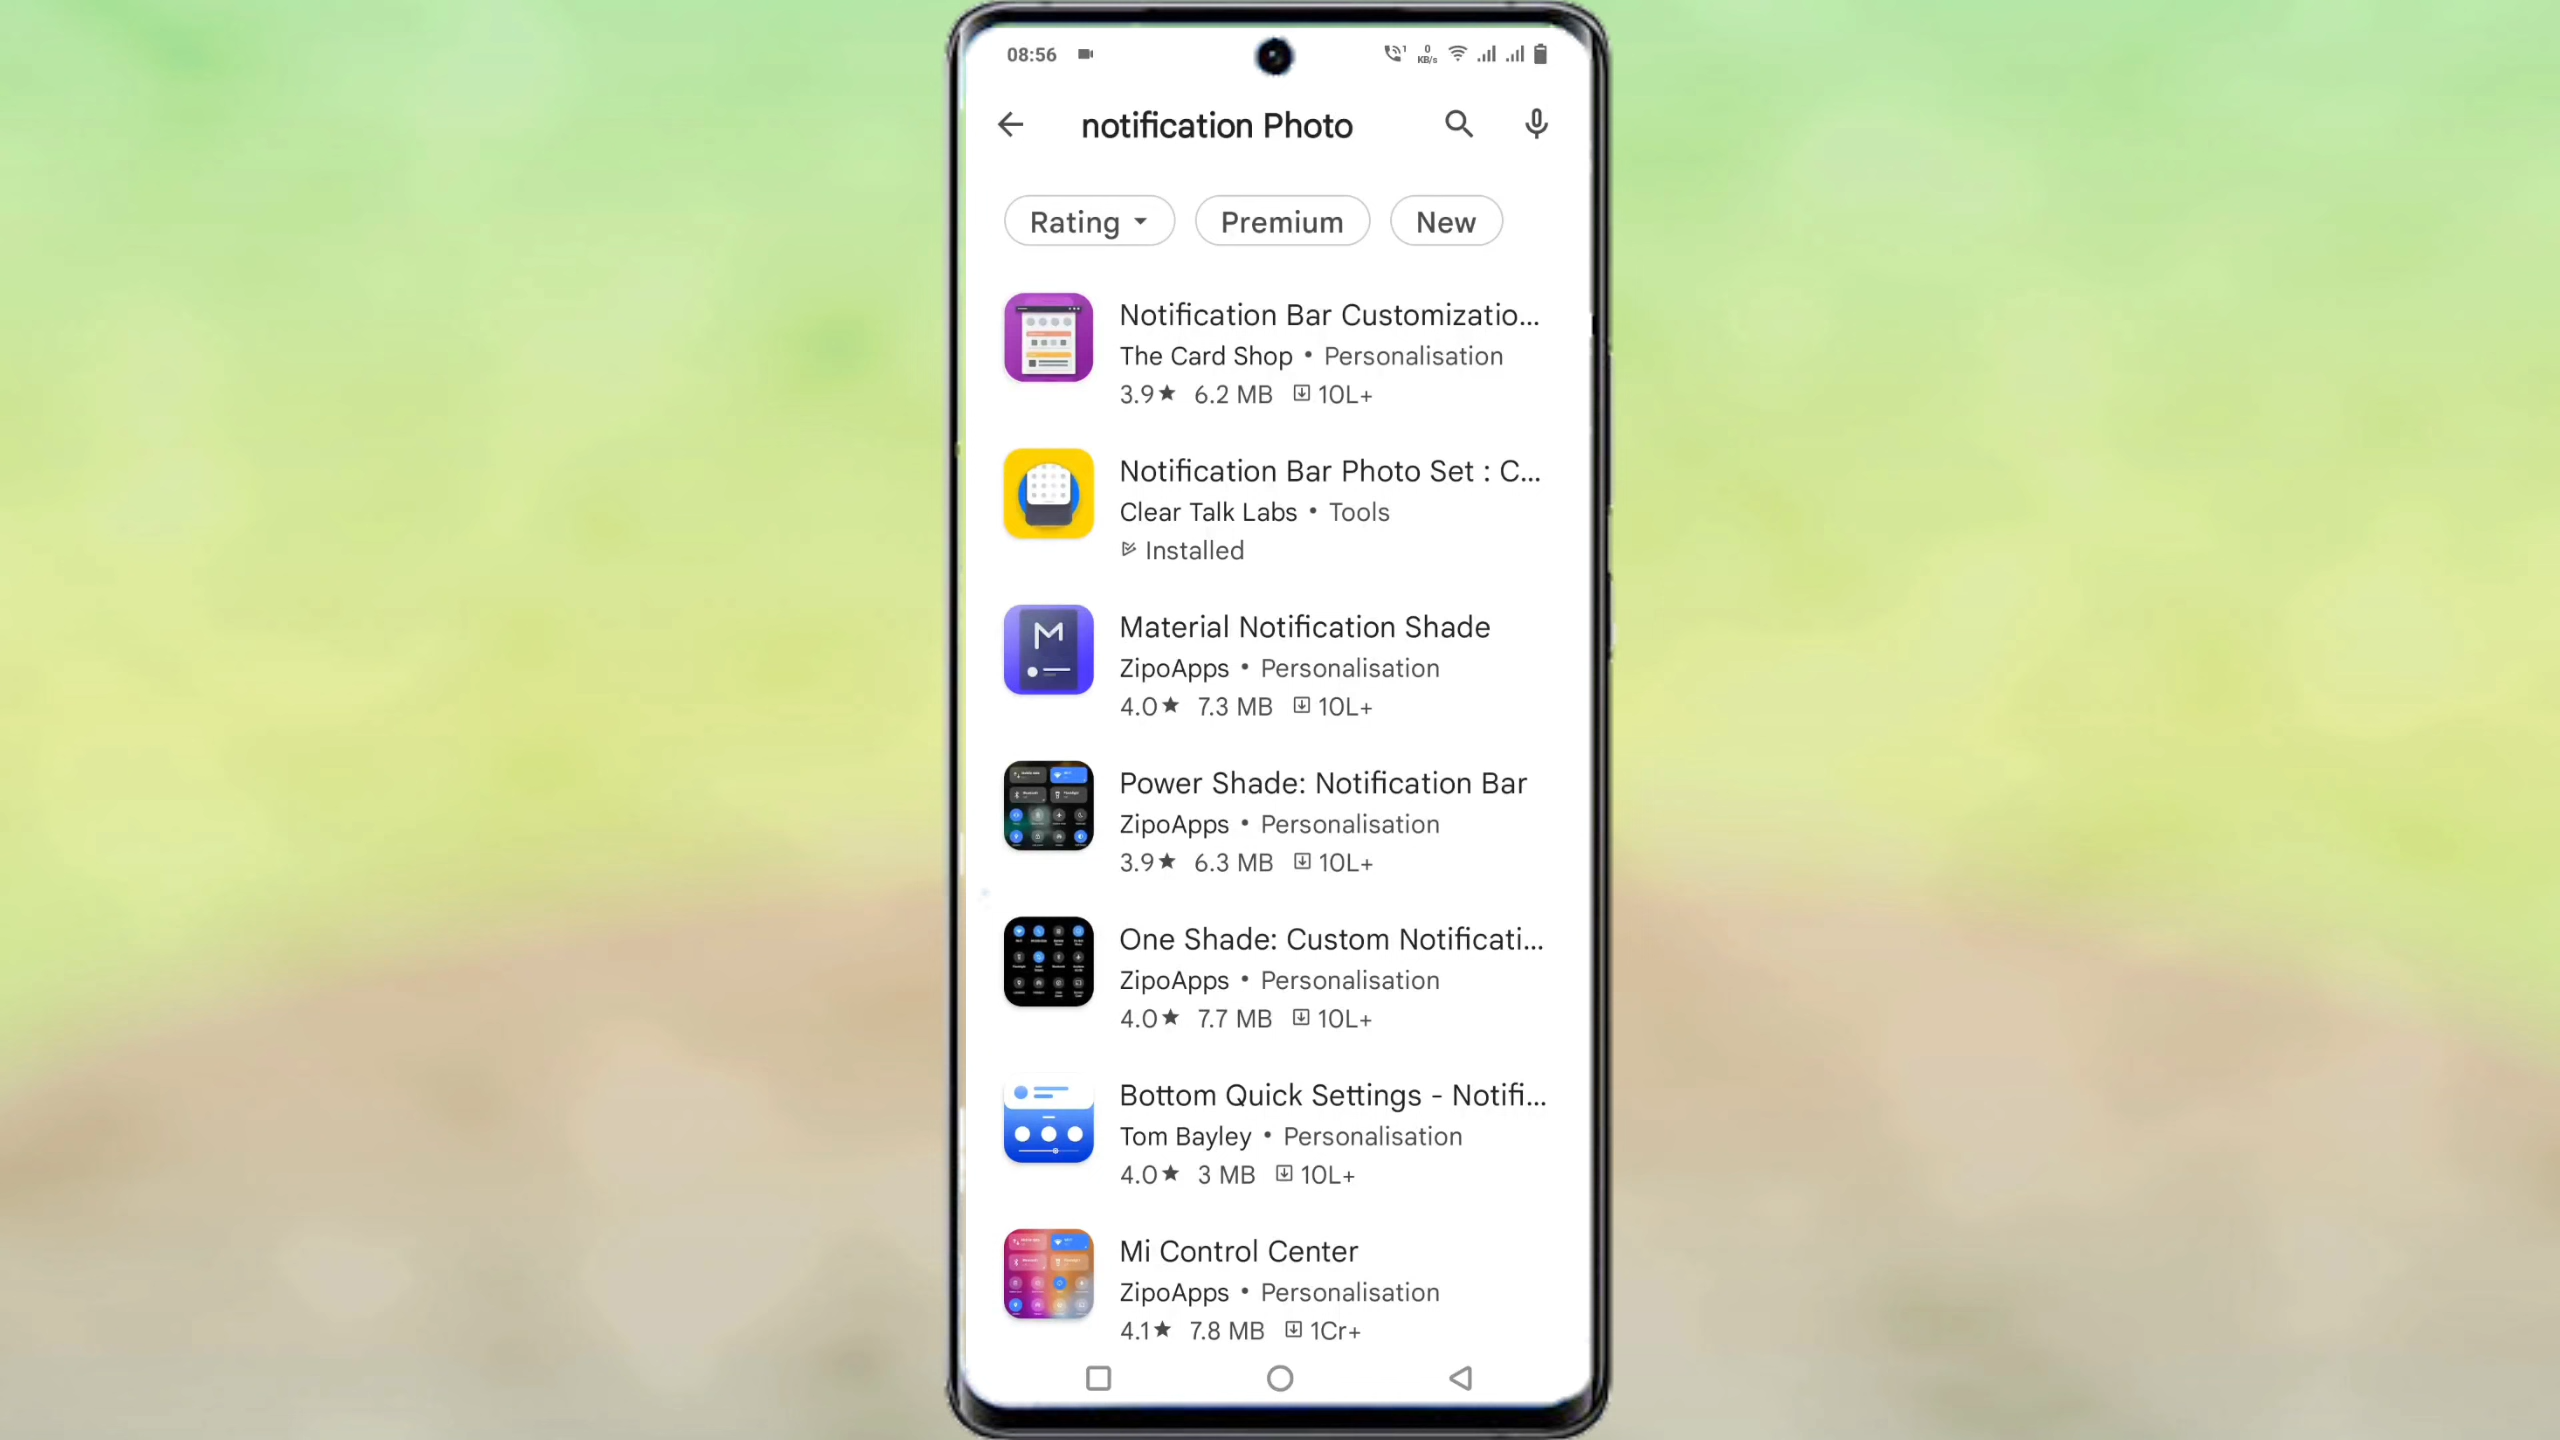 08:56
0
KB/s
notification Photo
Rating
Premium
New
Notification Bar Customizatio...
The Card Shop • Personalisation
3.9★ 6.2 MB 10L+
Notification Bar Photo Set : C...
Clear Talk Labs • Tools
Installed
M
Material Notification Shade
ZipoApps • Personalisation
4.0★ 7.3 MB 10L+
Power Shade: Notification Bar
ZipoApps • Personalisation
3.9★ 6.3 MB 10L+
One Shade: Custom Notificati...
ZipoApps • Personalisation
4.0★ 7.7 MB 10L+
Bottom Quick Settings - Notifi...
Tom Bayley • Personalisation
4.0★ 3 MB 10L+
Mi Control Center
ZipoApps • Personalisation
4.1★ 7.8 MB 1Cr+